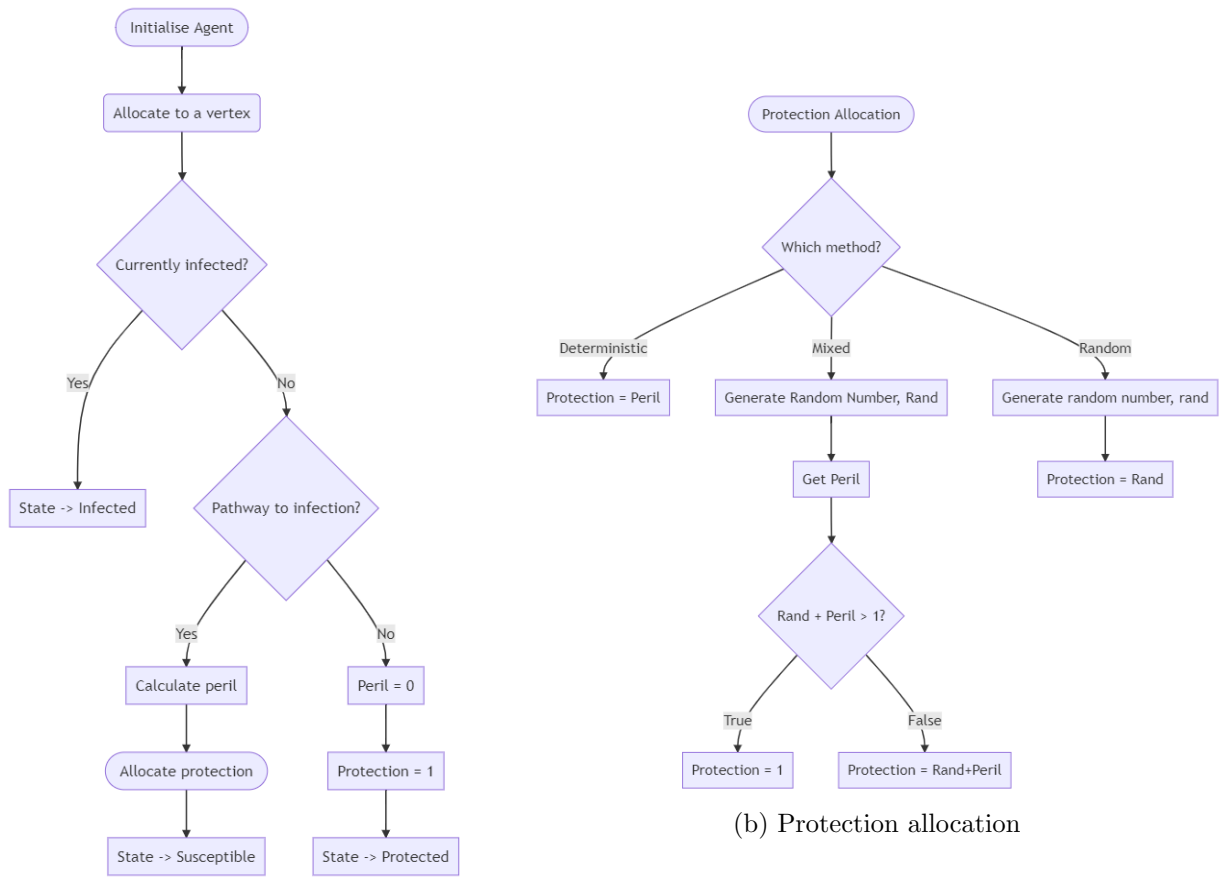 Initialise Agent
Allocate to a vertex
Currently infected?
Yes
No
State -> Infected
Pathway to infection?
Yes
No
Calculate peril
Peril = 0
Allocate protection
Protection = 1
State -> Susceptible
State -> Protected
Protection Allocation
Which method?
Deterministic
Mixed
Random
Protection = Peril
Generate Random Number, Rand
Generate random number, rand
Get Peril
Protection = Rand
Rand + Peril > 1?
True
False
Protection = 1
Protection = Rand+Peril
(b) Protection allocation